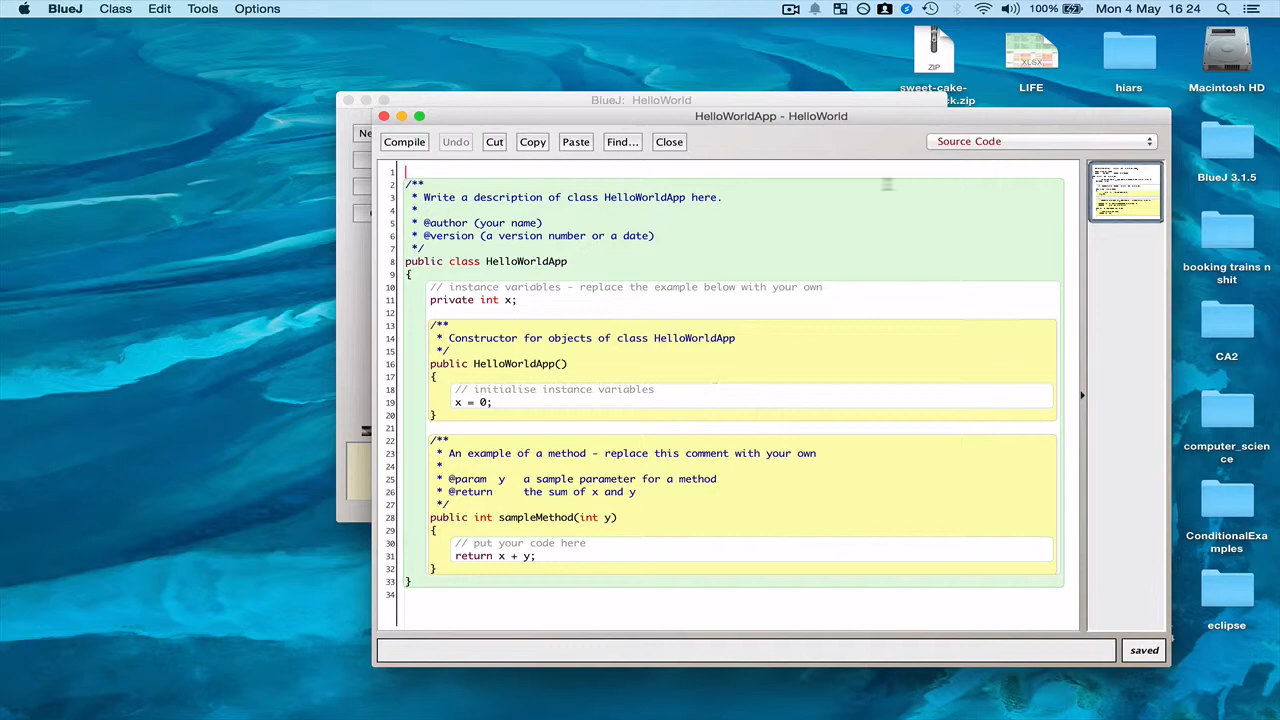 BlueJ Class Edit Tools Options 100% Mon 4 May 16 24
ZIP
XLSX
sweet-cake-
LIFE
hiars
Macintosh HD
BlueJ: HelloWorld
HelloWorldApp - HelloWorld
Ne
Compile Undo Cut Copy Paste Find... Close Source Code
BlueJ 3.1.5
booking trains n
shit
CA2
computer_scie
nce
ConditionalExa
mples
eclipse
1
2 /**
3 * Write a description of class HelloWorldApp here.
4 *
5 * @author (your name)
6 * @version (a version number or a date)
7 */
8 public class HelloWorldApp
9 {
10 // instance variables - replace the example below with your own
11 private int x;
12
13 /**
14 * Constructor for objects of class HelloWorldApp
15 */
16 public HelloWorldApp()
17 {
18 // initialise instance variables
19 x = 0;
20 }
21
22 /**
23 * An example of a method - replace this comment with your own
24 *
25 * @param y a sample parameter for a method
26 * @return the sum of x and y
27 */
28 public int sampleMethod(int y)
29 {
30 // put your code here
31 return x + y;
32 }
33 }
34
saved